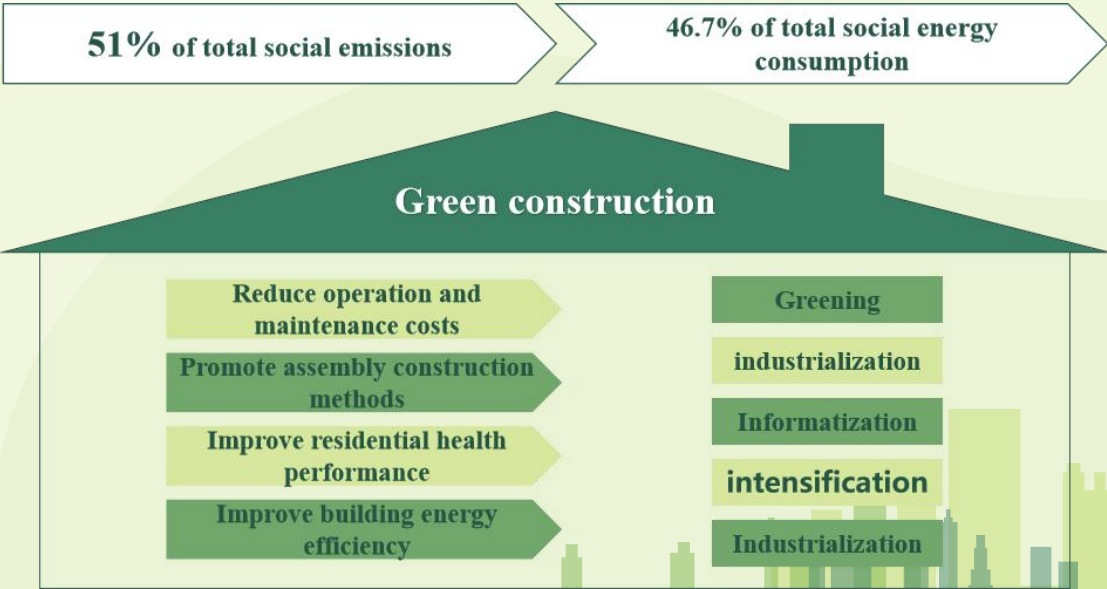 51% of total social emissions
46.7% of total social energy
consumption
Green construction
Reduce operation and
maintenance costs
Promote assembly construction
methods
Improve residential health
performance
Improve building energy
efficiency
Greening
industrialization
Informatization
intensification
Industrialization